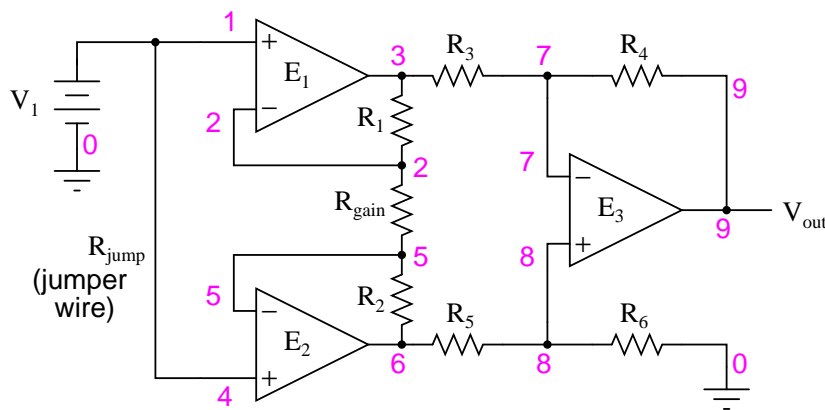 1
3
R3
7
R4
+
E1
V1
9
−
R1
2
0
2
7
−
Rgain
E3
Vout
9
Rjump
(jumper
wire)
8
+
5
5
−
R2
E2
R5
R6
+
6
8
0
4